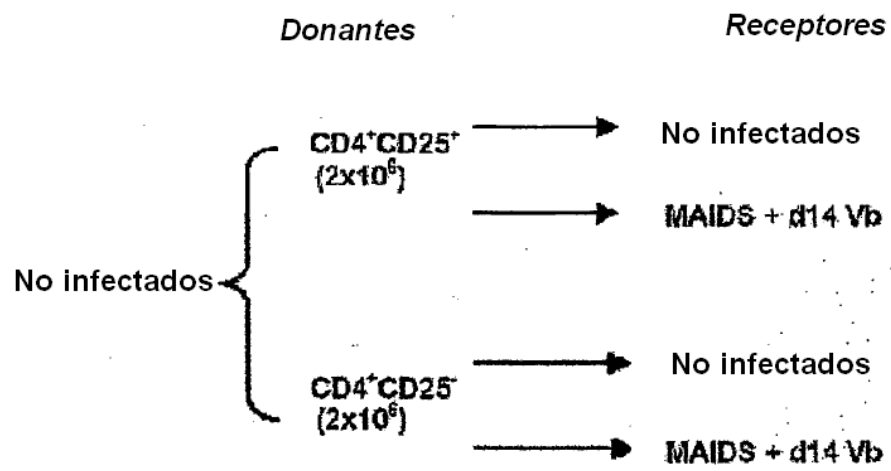 Donantes Receptores
CD4⁺CD25⁺
(2x10⁶)
No infectados
MAIDS + d14 Vb
No infectados
CD4⁺CD25⁻
(2x10⁶)
No infectados
MAIDS + d14 Vb